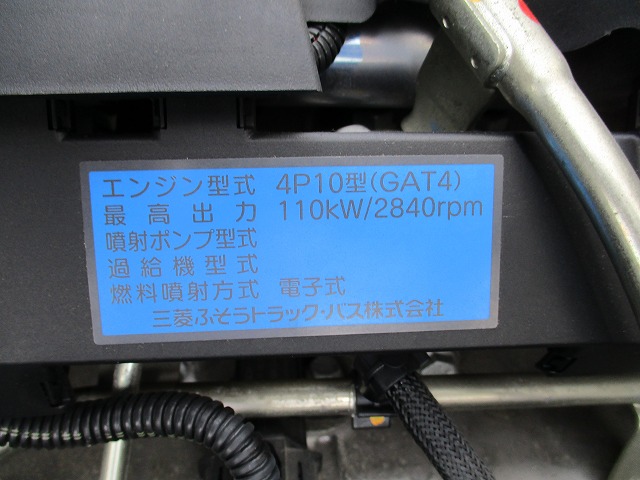 エンジン型式 4P10型(GAT4)
最高出力 110kW/2840rpm
噴射ポンプ型式
過給機型式
燃料噴射方式 電子式
三菱ふそうトラック・バス株式会社